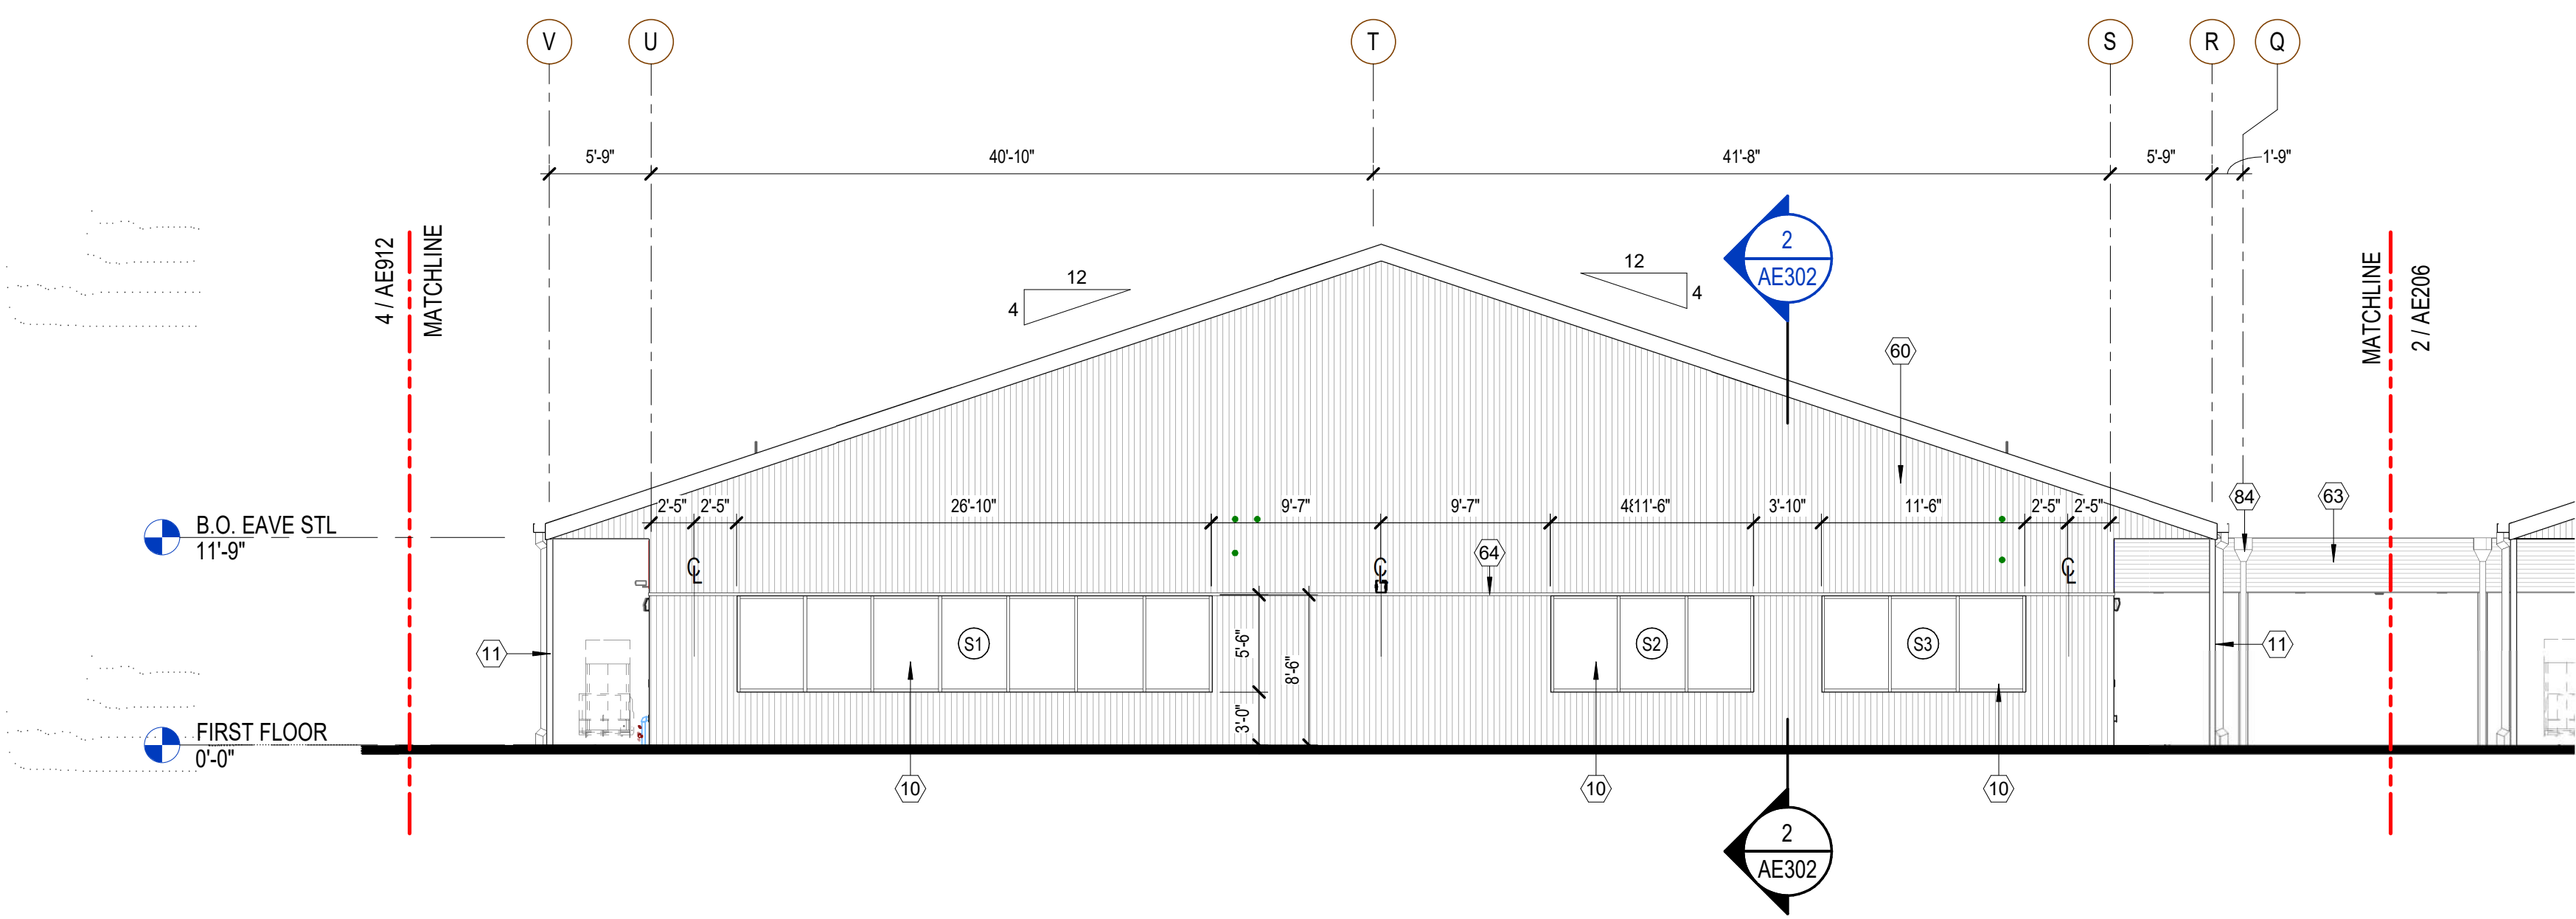 V U T S R Q
5'-9" 40'-10" 41'-8" 5'-9" 1'-9"
4 / AE912
MATCHLINE
MATCHLINE
2 / AE206
12
4
12
4
2
AE302
60
84
63
2'-5" 2'-5" 26'-10" 9'-7" 9'-7" 11'-6" 3'-10" 11'-6" 2'-5" 2'-5"
B.O. EAVE STL
11'-9"
CL
CL
CL
64
11
S1
S2
S3
11
5'-6"
8'-6"
3'-0"
FIRST FLOOR
0'-0"
10
10
10
2
AE302